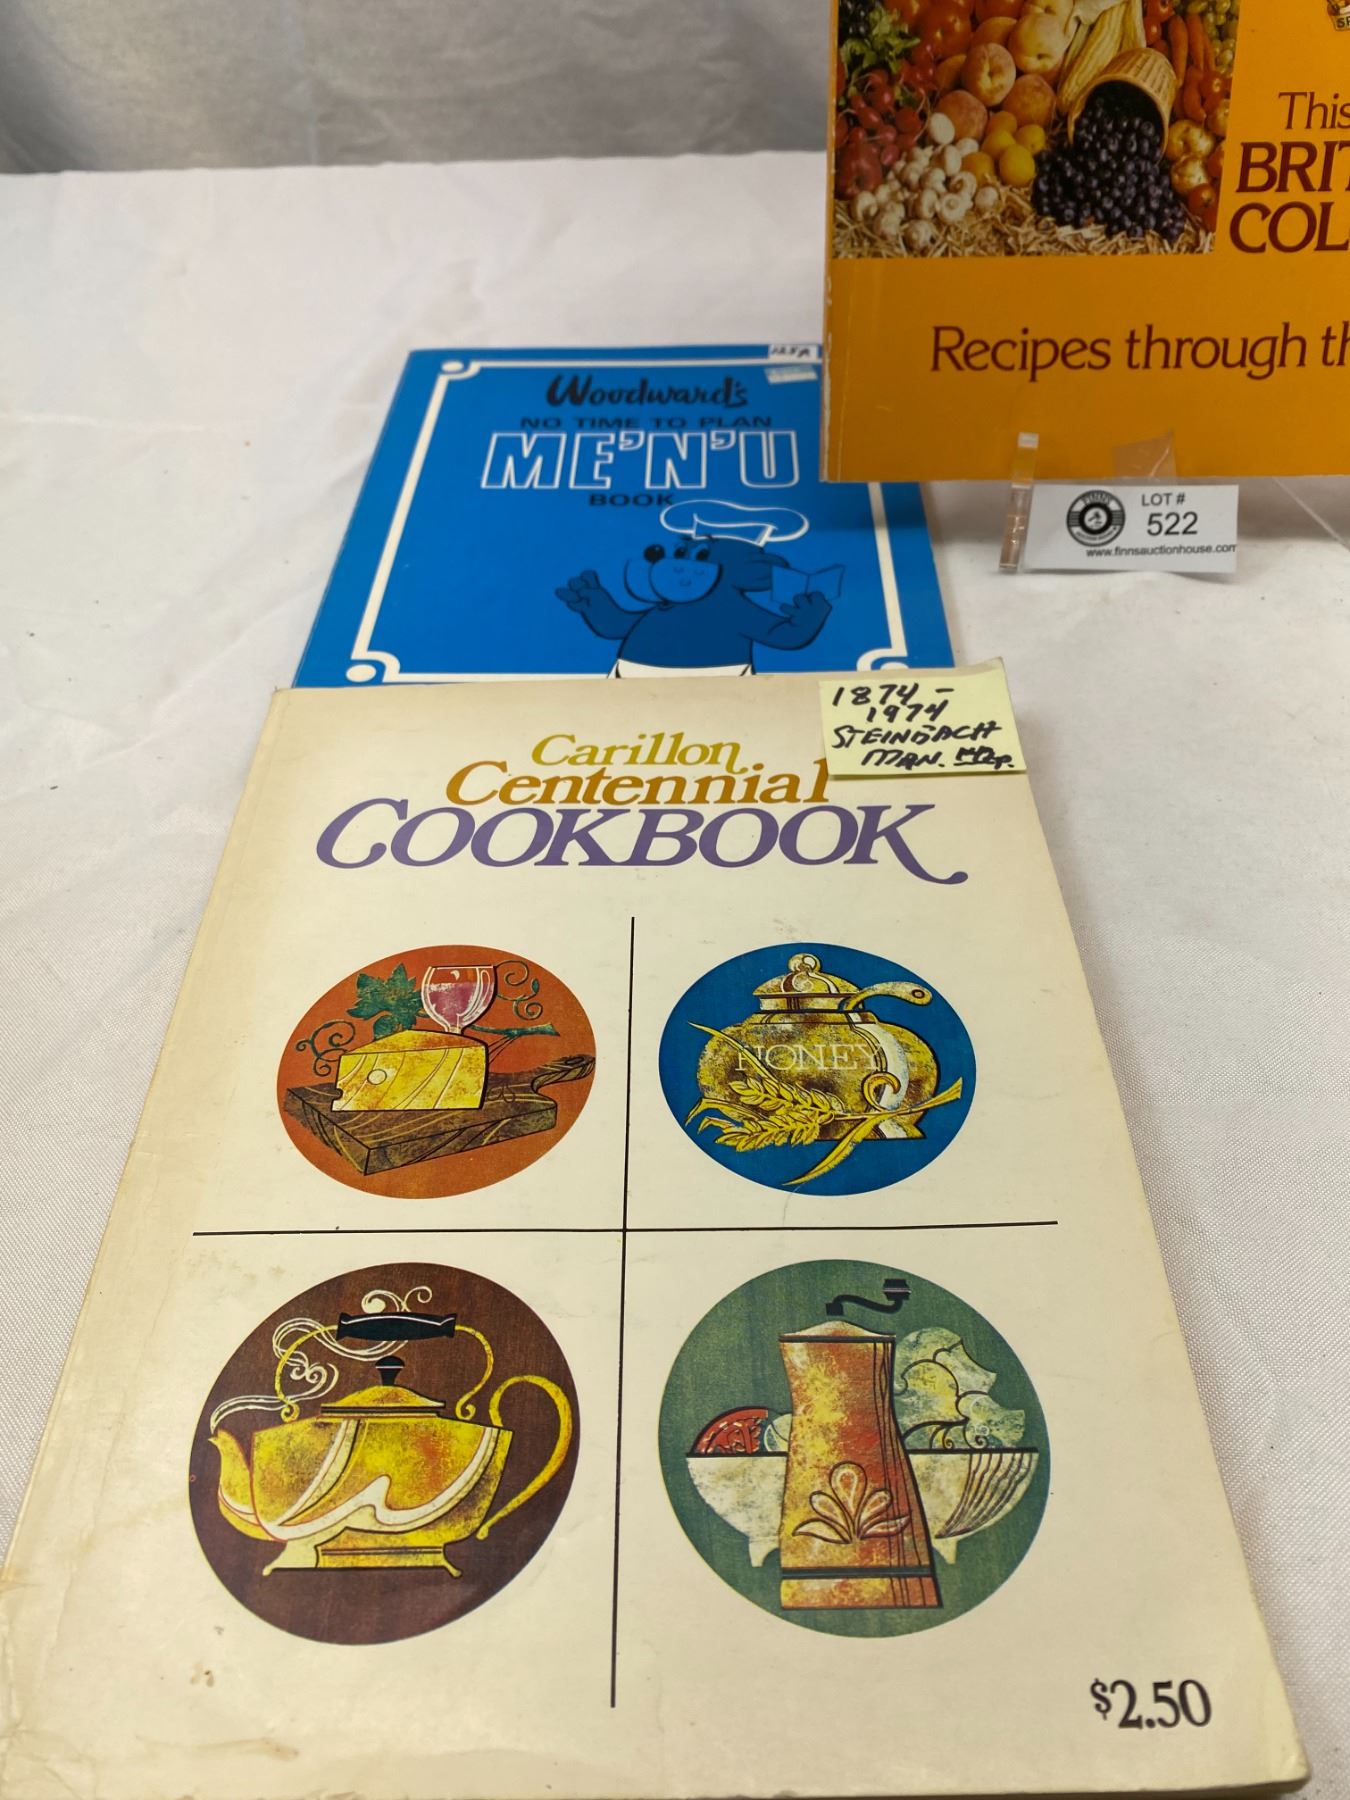 This
BRIT
COL
Recipes through th
LOT #
522
www.finnsauctionhouse.com
FINNS
Woodward's
NO TIME TO PLAN
ME'N'U
BOOK
1874 -
1974
STEINBACH
MAN.
Carillon
Centennial
COOKBOOK
HONEY
$2.50